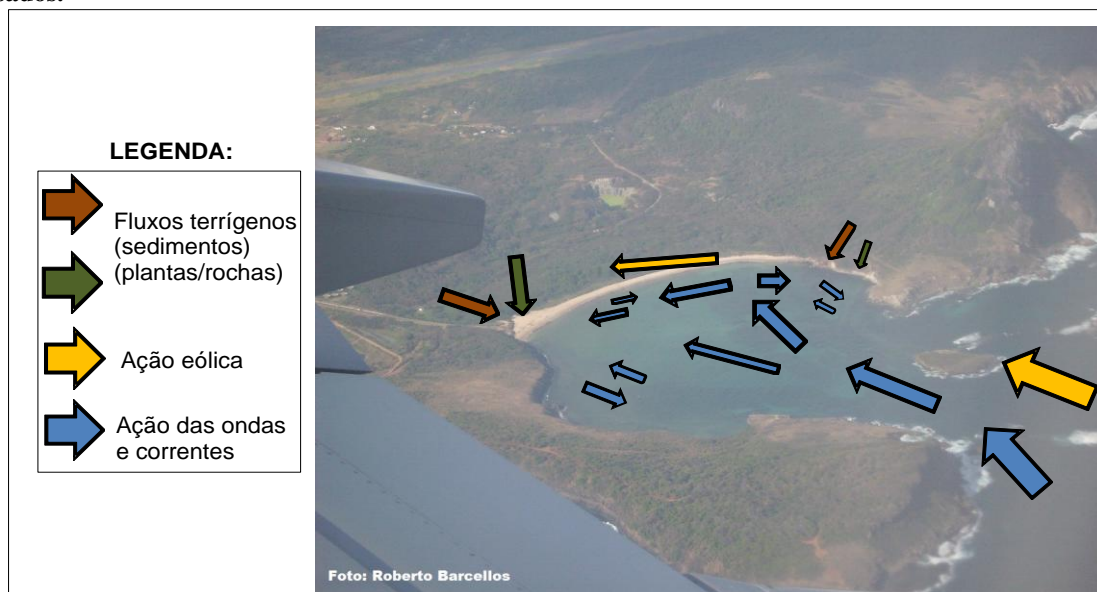 LEGENDA:
Fluxos terrígenos
(sedimentos)
(plantas/rochas)
Ação eólica
Ação das ondas
e correntes
Foto: Roberto Barcellos